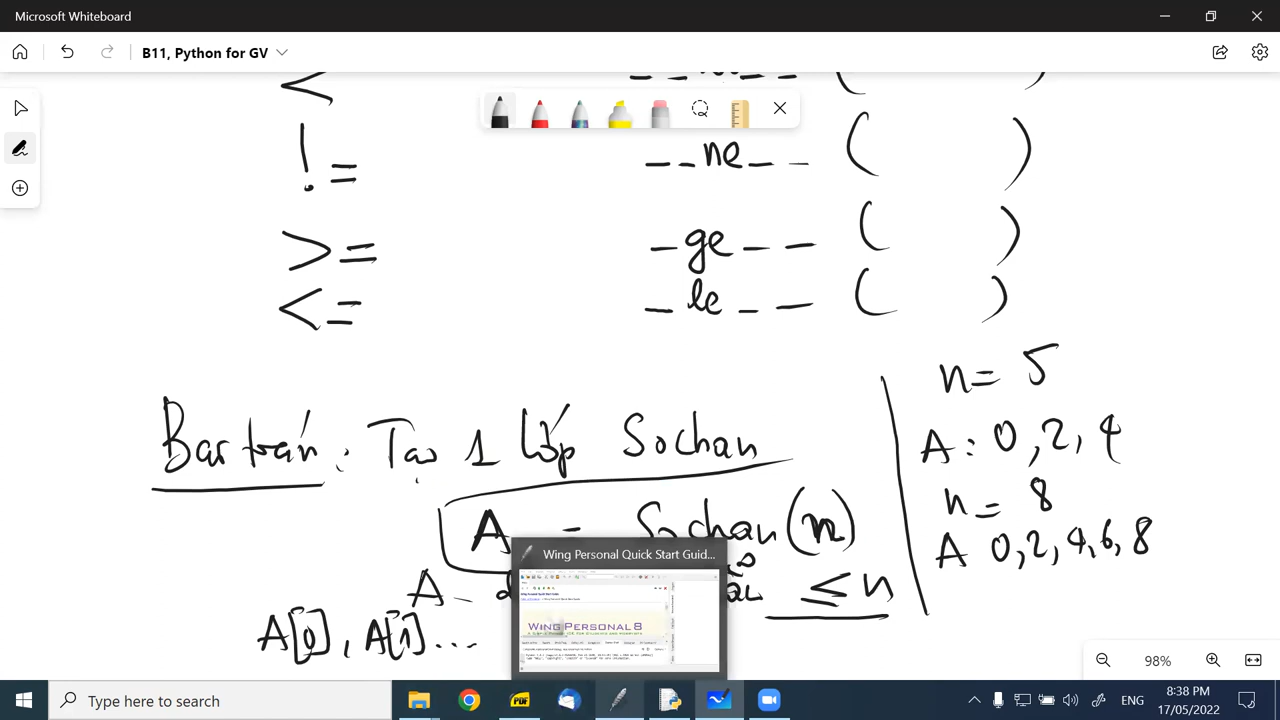 Microsoft Whiteboard
B11, Python for GV
<
!= __ne__ ( )
>= _ge__ ( )
<= _le__ ( )
n = 5
A : 0, 2, 4
n = 8
A 0, 2, 4, 6, 8
Bài toán : Tạo 1 lớp Sochan
A = Sochan(n)
A
≤ n
A[0], A[1]...
Wing Personal Quick Start Guid...
WING PERSONAL 8
98%
Type here to search
PDF
ENG
8:38 PM
17/05/2022